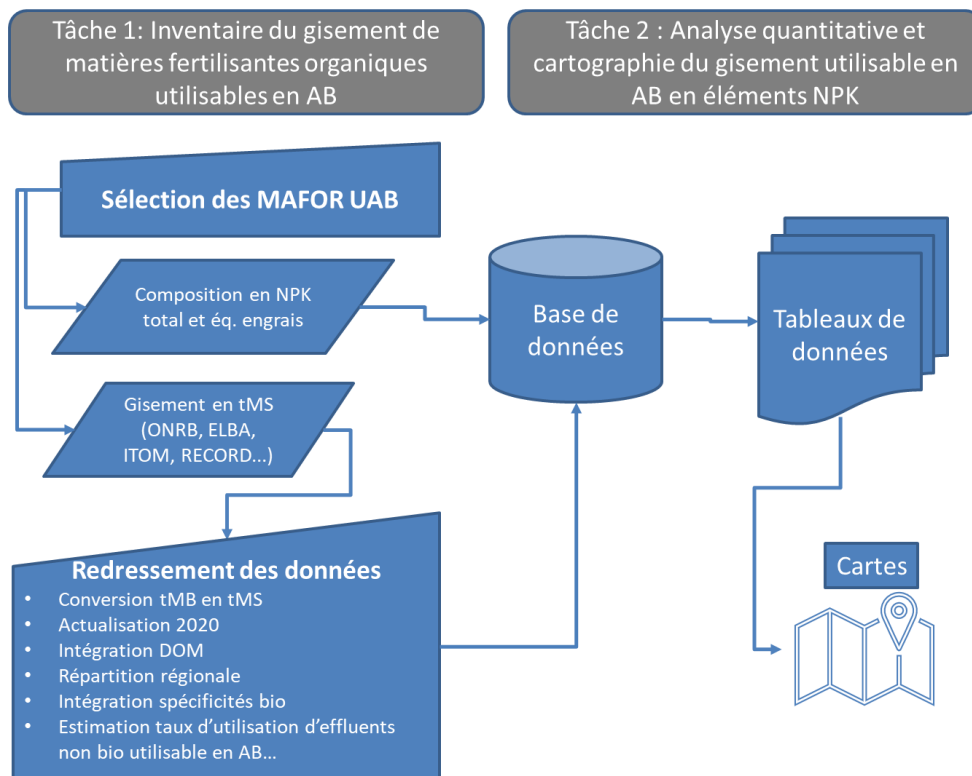 Tâche 1: Inventaire du gisement de
matières fertilisantes organiques
utilisables en AB
Tâche 2 : Analyse quantitative et
cartographie du gisement utilisable en
AB en éléments NPK
Sélection des MAFOR UAB
Composition en NPK
total et éq. engrais
Gisement en tMS
(ONRB, ELBA,
ITOM, RECORD...)
Redressement des données
• Conversion tMB en tMS
• Actualisation 2020
• Intégration DOM
• Répartition régionale
• Intégration spécificités bio
• Estimation taux d'utilisation d'effluents
non bio utilisable en AB…
Base de
données
Tableaux de
données
Cartes